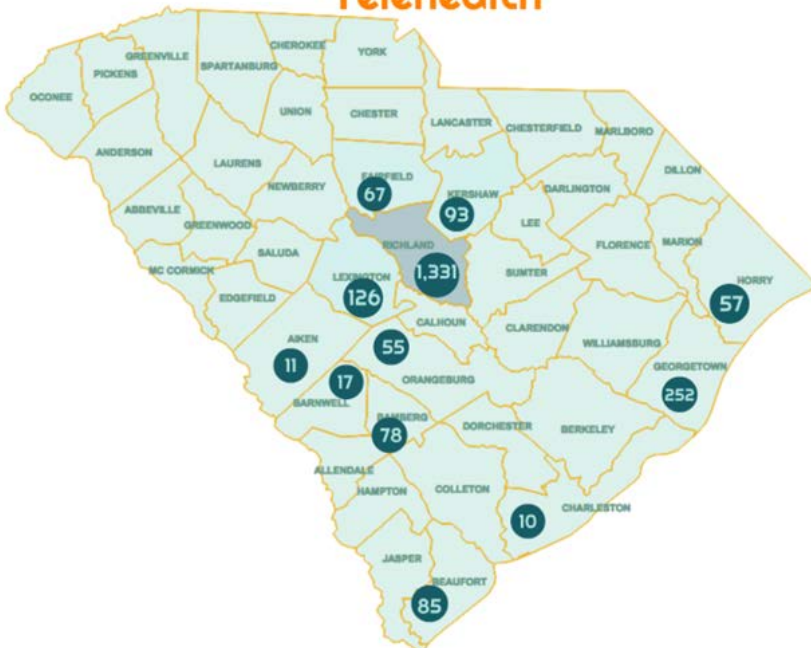 Telehealth
CHEROKEE
YORK
GREENVILLE
SPARTANBURG
PICKENS
OCONEE
UNION
CHESTER
LANCASTER
CHESTERFIELD
MARLBORO
ANDERSON
LAURENS
DILLON
FAIRFIELD
67
NEWBERRY
KERSHAW
93
DARLINGTON
ABBEVILLE
GREENWOOD
LEE
RICHLAND
1,331
FLORENCE
MARION
SALUDA
MC CORMICK
LEXINGTON
126
SUMTER
HORRY
57
EDGEFIELD
CALHOUN
CLARENDON
AIKEN
11
55
WILLIAMSBURG
GEORGETOWN
252
17
ORANGEBURG
BARNWELL
BAMBERG
78
DORCHESTER
BERKELEY
ALLENDALE
HAMPTON
COLLETON
CHARLESTON
10
JASPER
BEAUFORT
85